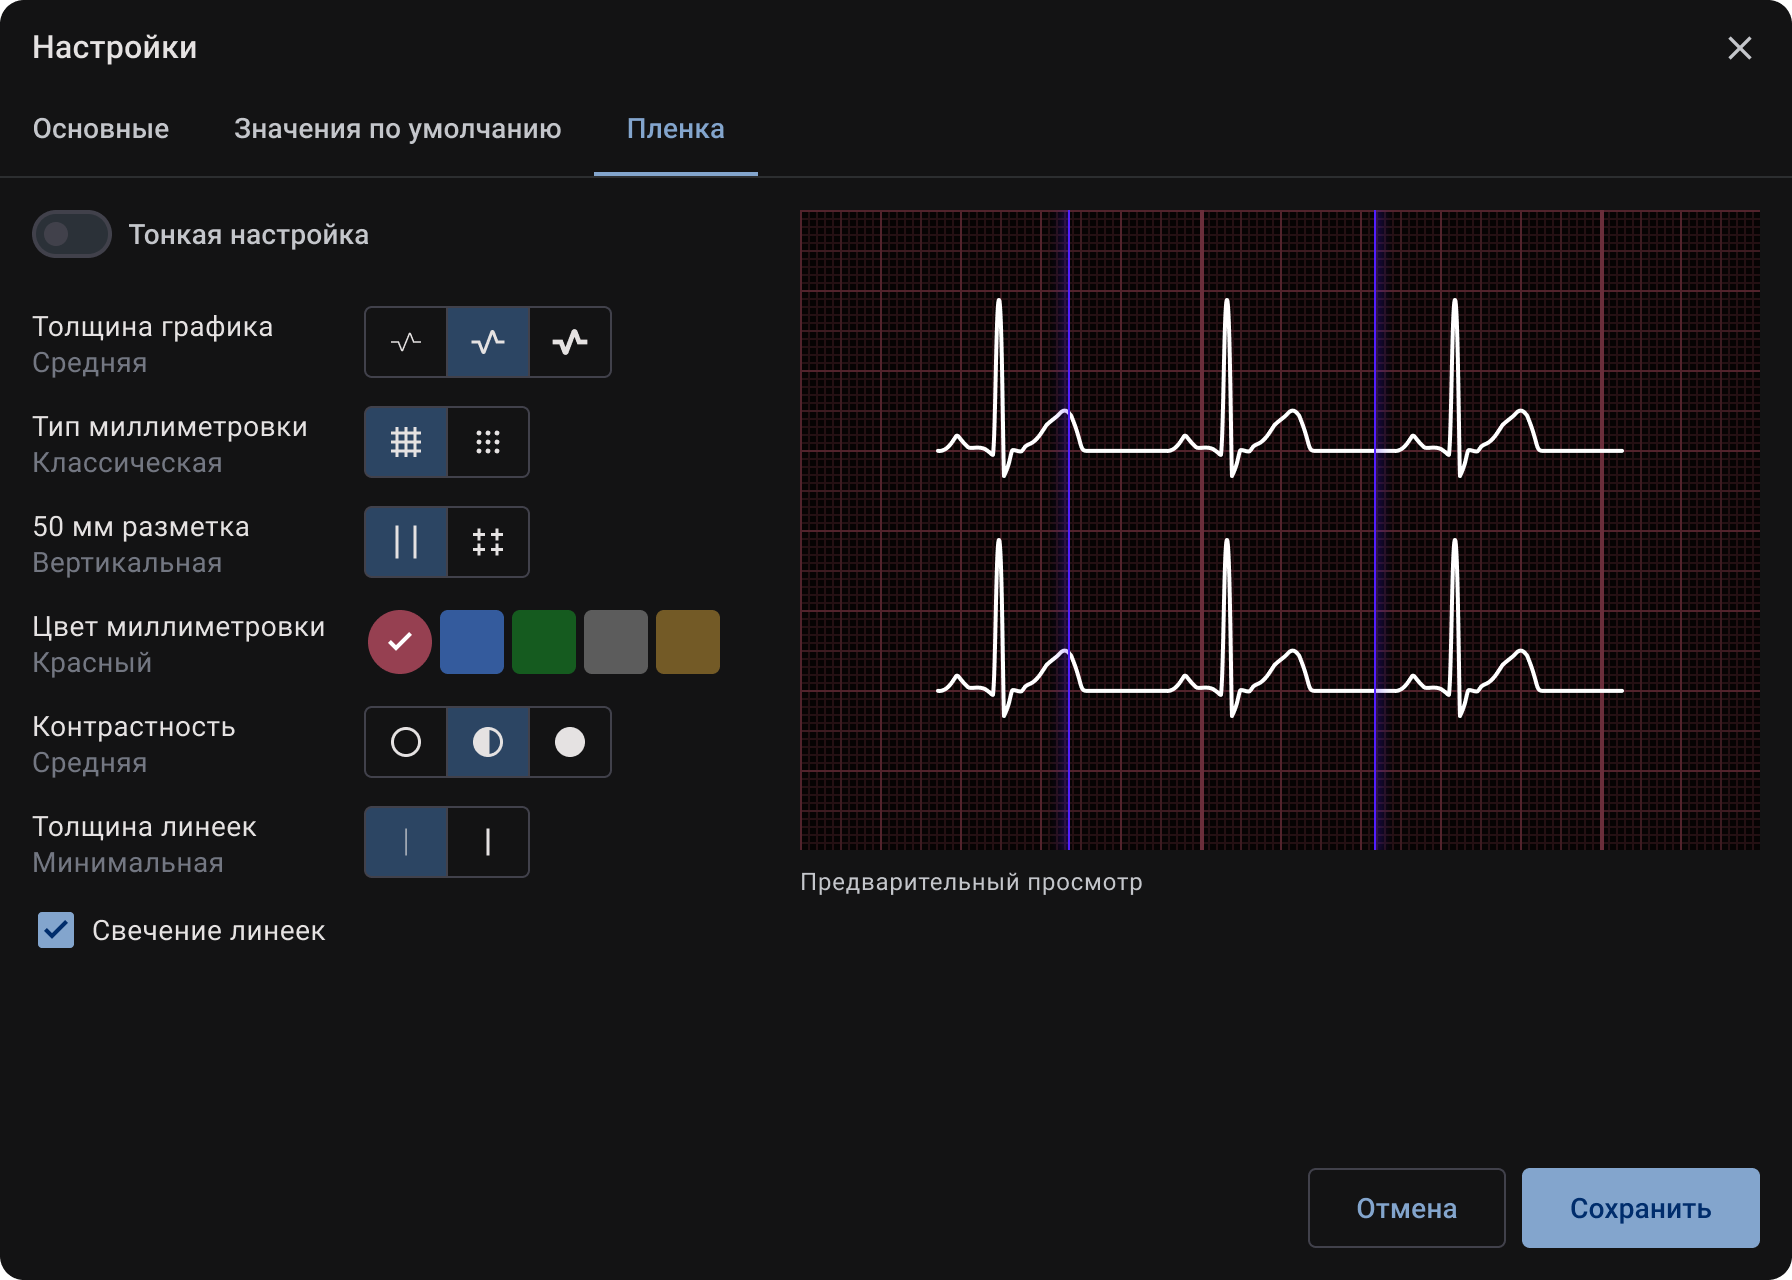 Настройки
Основные
Значения по умолчанию
Пленка
Тонкая настройка
Толщина графика
Средняя
Тип миллиметровки
Классическая
50 мм разметка
Вертикальная
Цвет миллиметровки
Красный
Контрастность
Средняя
Толщина линеек
Минимальная
Свечение линеек
Предварительный просмотр
Отмена
Сохранить